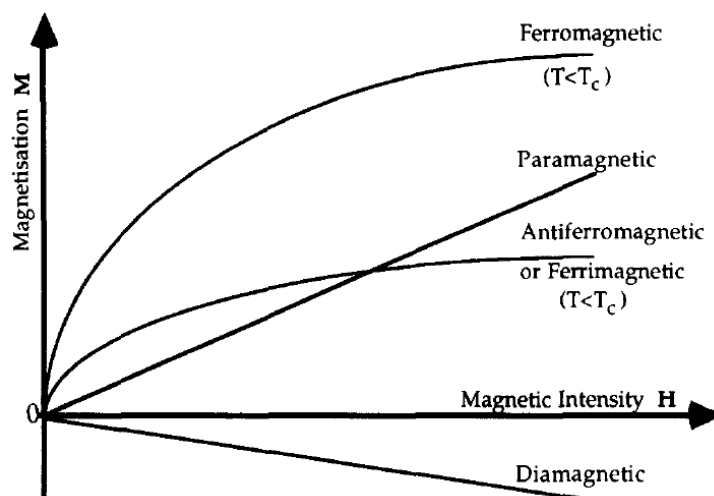 Ferromagnetic
(T<Tc)
Magnetisation M
Paramagnetic
Antiferromagnetic
or Ferrimagnetic
(T<Tc)
0
Magnetic Intensity H
Diamagnetic